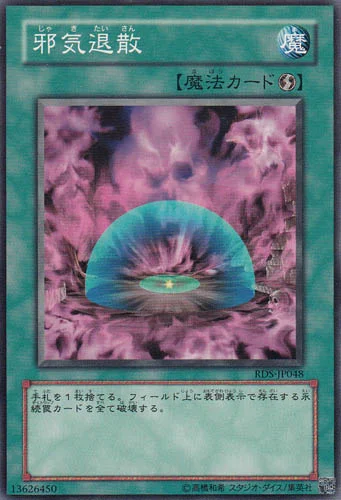 じゃ き たい さん
邪気退散
魔
【魔法カード】
RDS-JP048
手札を１枚捨てる。フィールド上に表側表示で存在する永
続罠カードを全て破壊する。
13626450
©高橋和希 スタジオ・ダイス/集英社